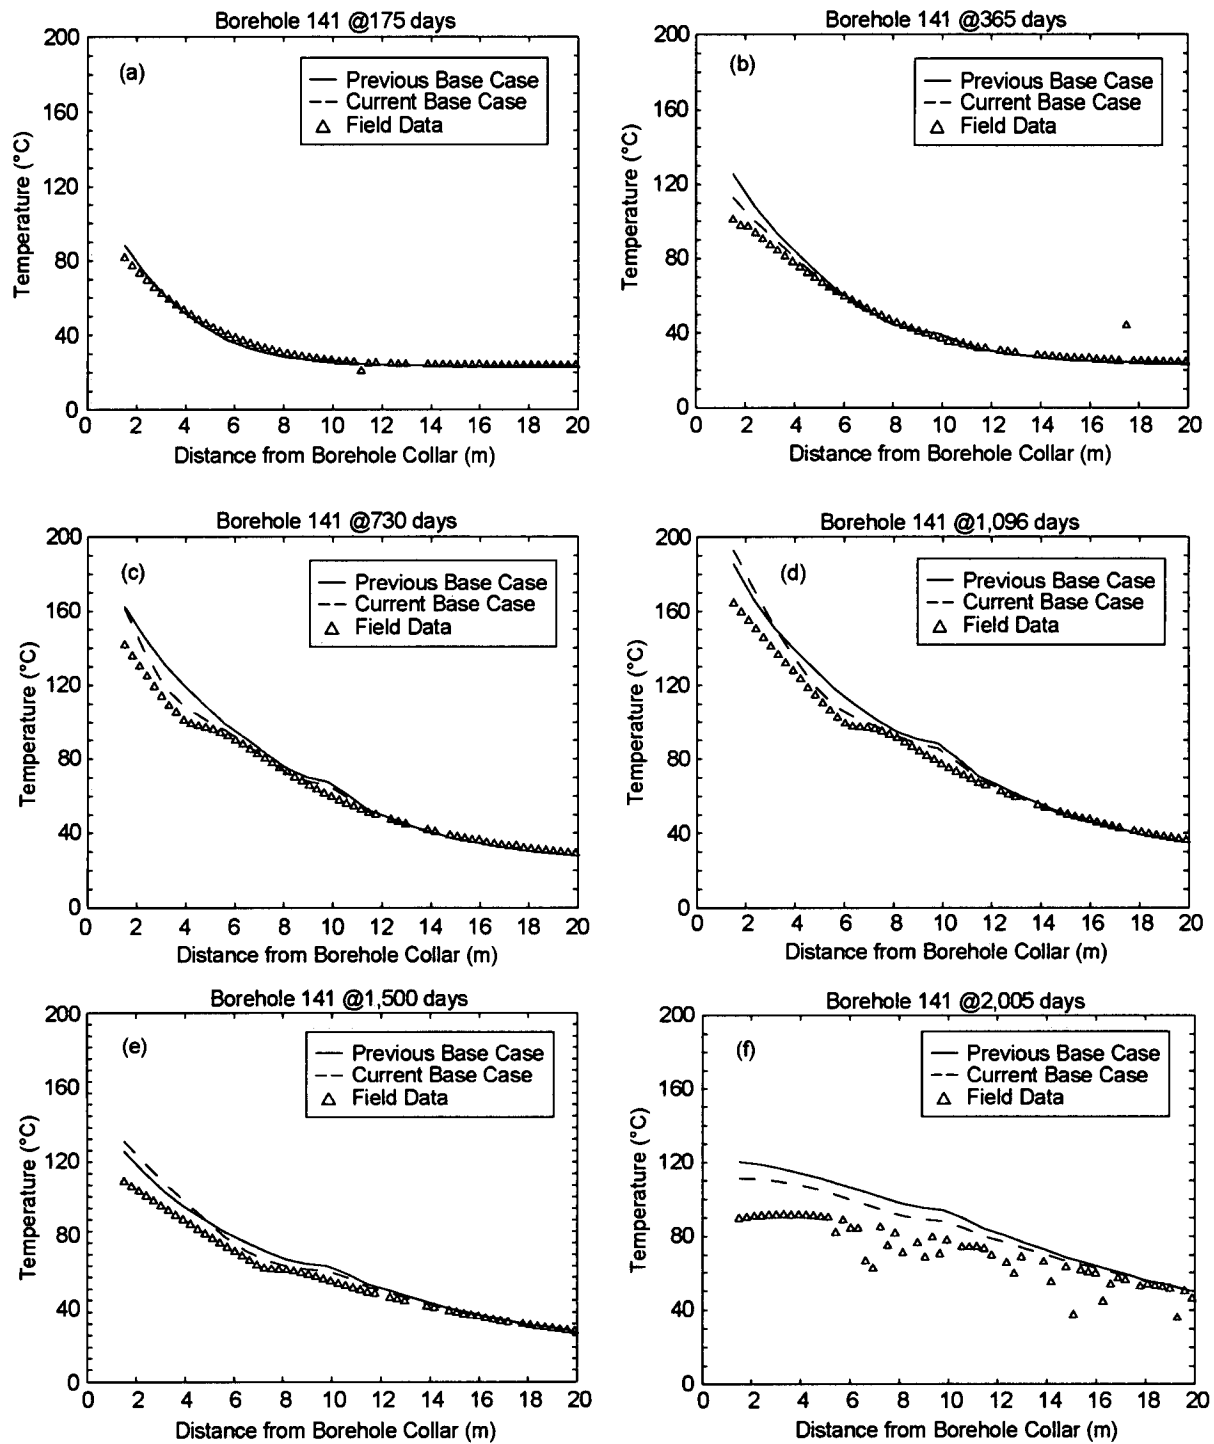 Borehole 141 @175 days
(a)
Previous Base Case
Current Base Case
Field Data
Temperature (°C)
200
160
120
80
40
0
0 2 4 6 8 10 12 14 16 18 20
Distance from Borehole Collar (m)
Borehole 141 @365 days
(b)
Previous Base Case
Current Base Case
Field Data
Temperature (°C)
200
160
120
80
40
0
0 2 4 6 8 10 12 14 16 18 20
Distance from Borehole Collar (m)
Borehole 141 @730 days
(c)
Previous Base Case
Current Base Case
Field Data
Temperature (°C)
200
160
120
80
40
0
0 2 4 6 8 10 12 14 16 18 20
Distance from Borehole Collar (m)
Borehole 141 @1,096 days
(d)
Previous Base Case
Current Base Case
Field Data
Temperature (°C)
200
160
120
80
40
0
0 2 4 6 8 10 12 14 16 18 20
Distance from Borehole Collar (m)
Borehole 141 @1,500 days
(e)
Previous Base Case
Current Base Case
Field Data
Temperature (°C)
200
160
120
80
40
0
0 2 4 6 8 10 12 14 16 18 20
Distance from Borehole Collar (m)
Borehole 141 @2,005 days
(f)
Previous Base Case
Current Base Case
Field Data
Temperature (°C)
200
160
120
80
40
0
0 2 4 6 8 10 12 14 16 18 20
Distance from Borehole Collar (m)